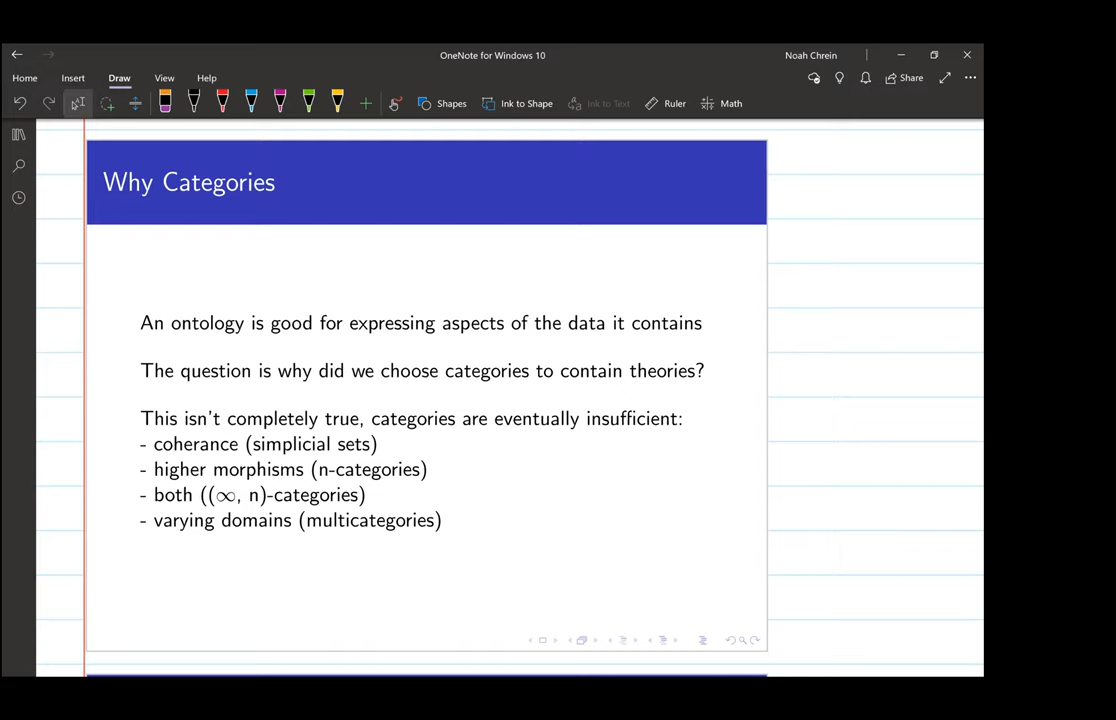 OneNote for Windows 10
Noah Chrein
Home Insert Draw View Help
Share
Shapes Ink to Shape Ink to Text Ruler Math
Why Categories
An ontology is good for expressing aspects of the data it contains
The question is why did we choose categories to contain theories?
This isn't completely true, categories are eventually insufficient:
- coherance (simplicial sets)
- higher morphisms (n-categories)
- both ((∞, n)-categories)
- varying domains (multicategories)